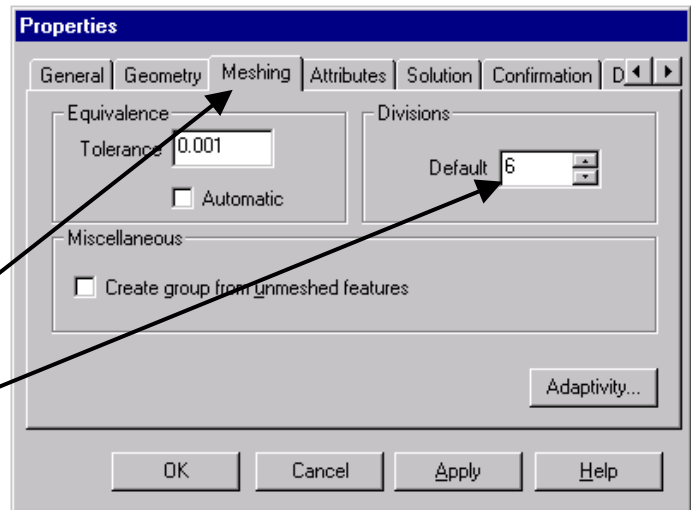 Properties
General Geometry Meshing Attributes Solution Confirmation D
Equivalence
Tolerance 0.001
Automatic
Divisions
Default 6
Miscellaneous
Create group from unmeshed features
Adaptivity...
OK Cancel Apply Help